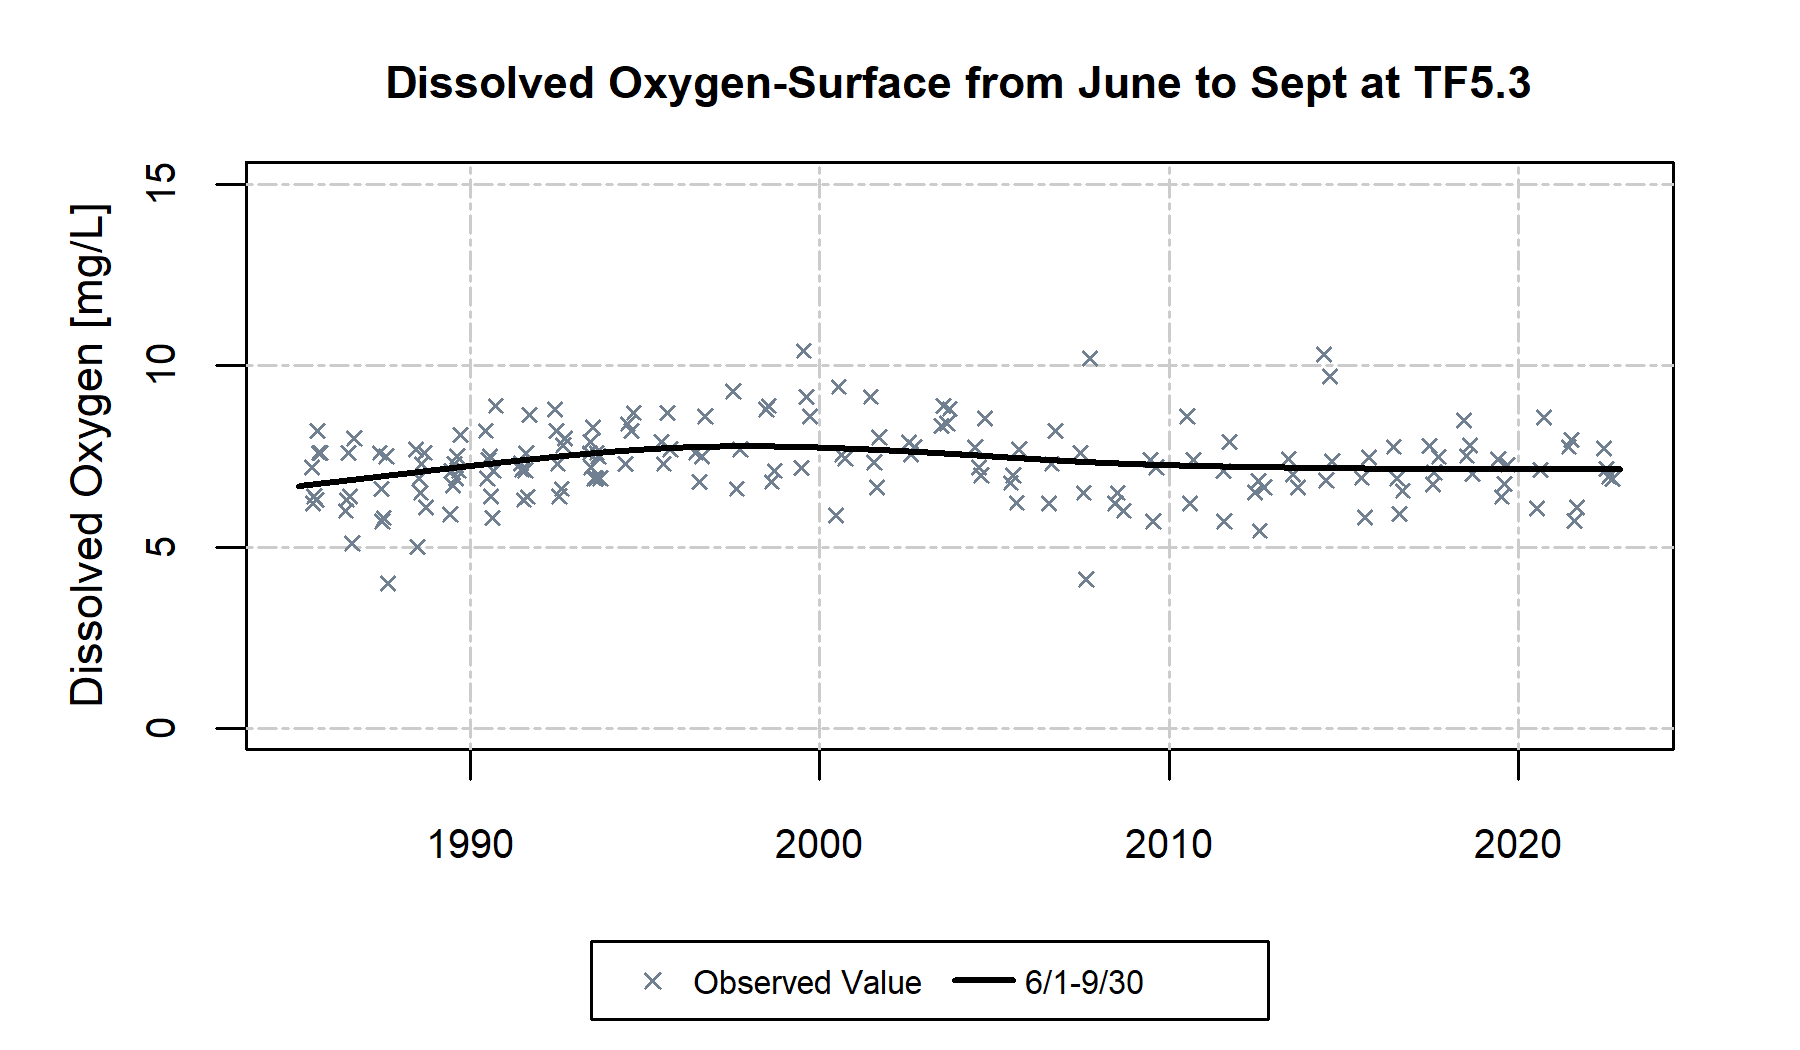 Dissolved Oxygen-Surface from June to Sept at TF5.3
Dissolved Oxygen [mg/L]
15
10
5
0
1990 2000 2010 2020
Observed Value 6/1-9/30